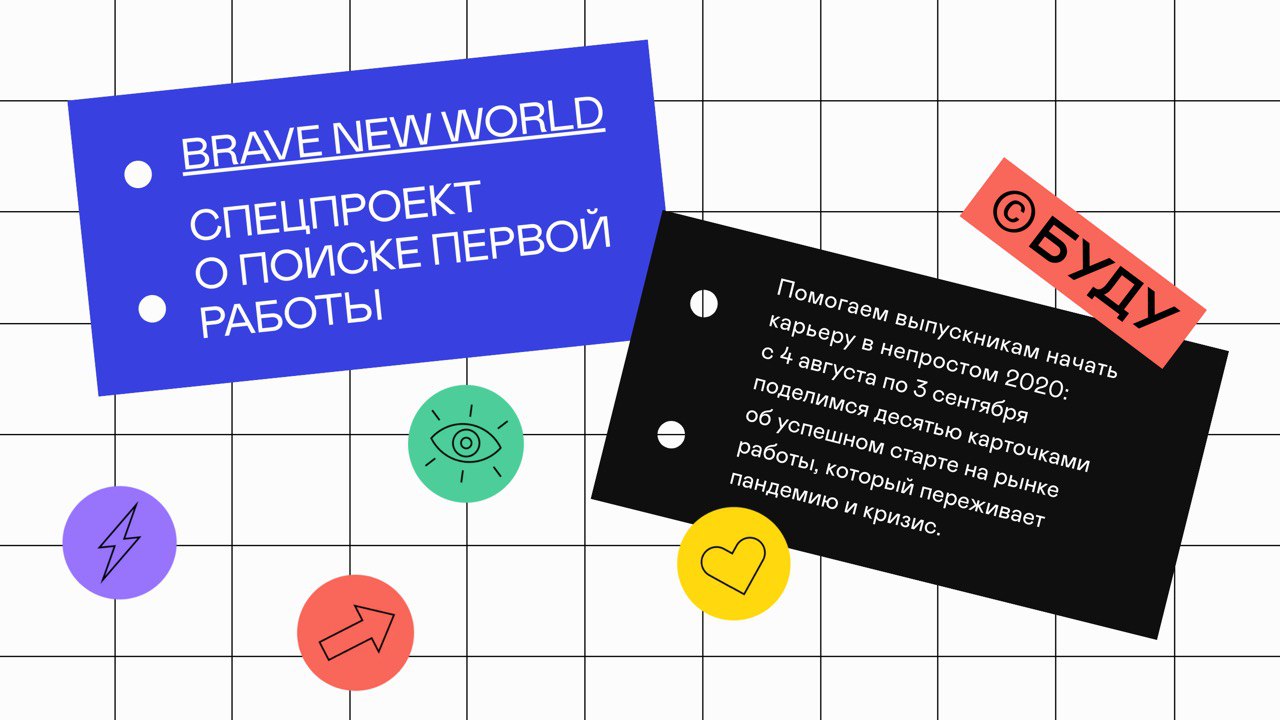 BRAVE NEW WORLD
СПЕЦПРОЕКТ
О ПОИСКЕ ПЕРВОЙ
РАБОТЫ
©БУДУ
Помогаем выпускникам начать
карьеру в непростом 2020:
с 4 августа по 3 сентября
поделимся десятью карточками
об успешном старте на рынке
работы, который переживает
пандемию и кризис.